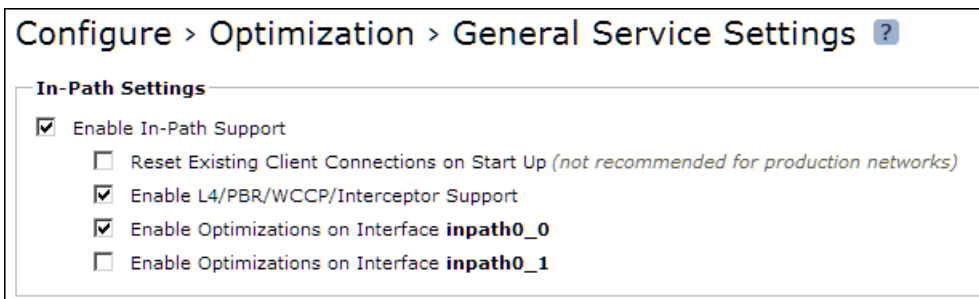 Configure > Optimization > General Service Settings ?
In-Path Settings
Enable In-Path Support
Reset Existing Client Connections on Start Up (not recommended for production networks)
Enable L4/PBR/WCCP/Interceptor Support
Enable Optimizations on Interface inpath0_0
Enable Optimizations on Interface inpath0_1